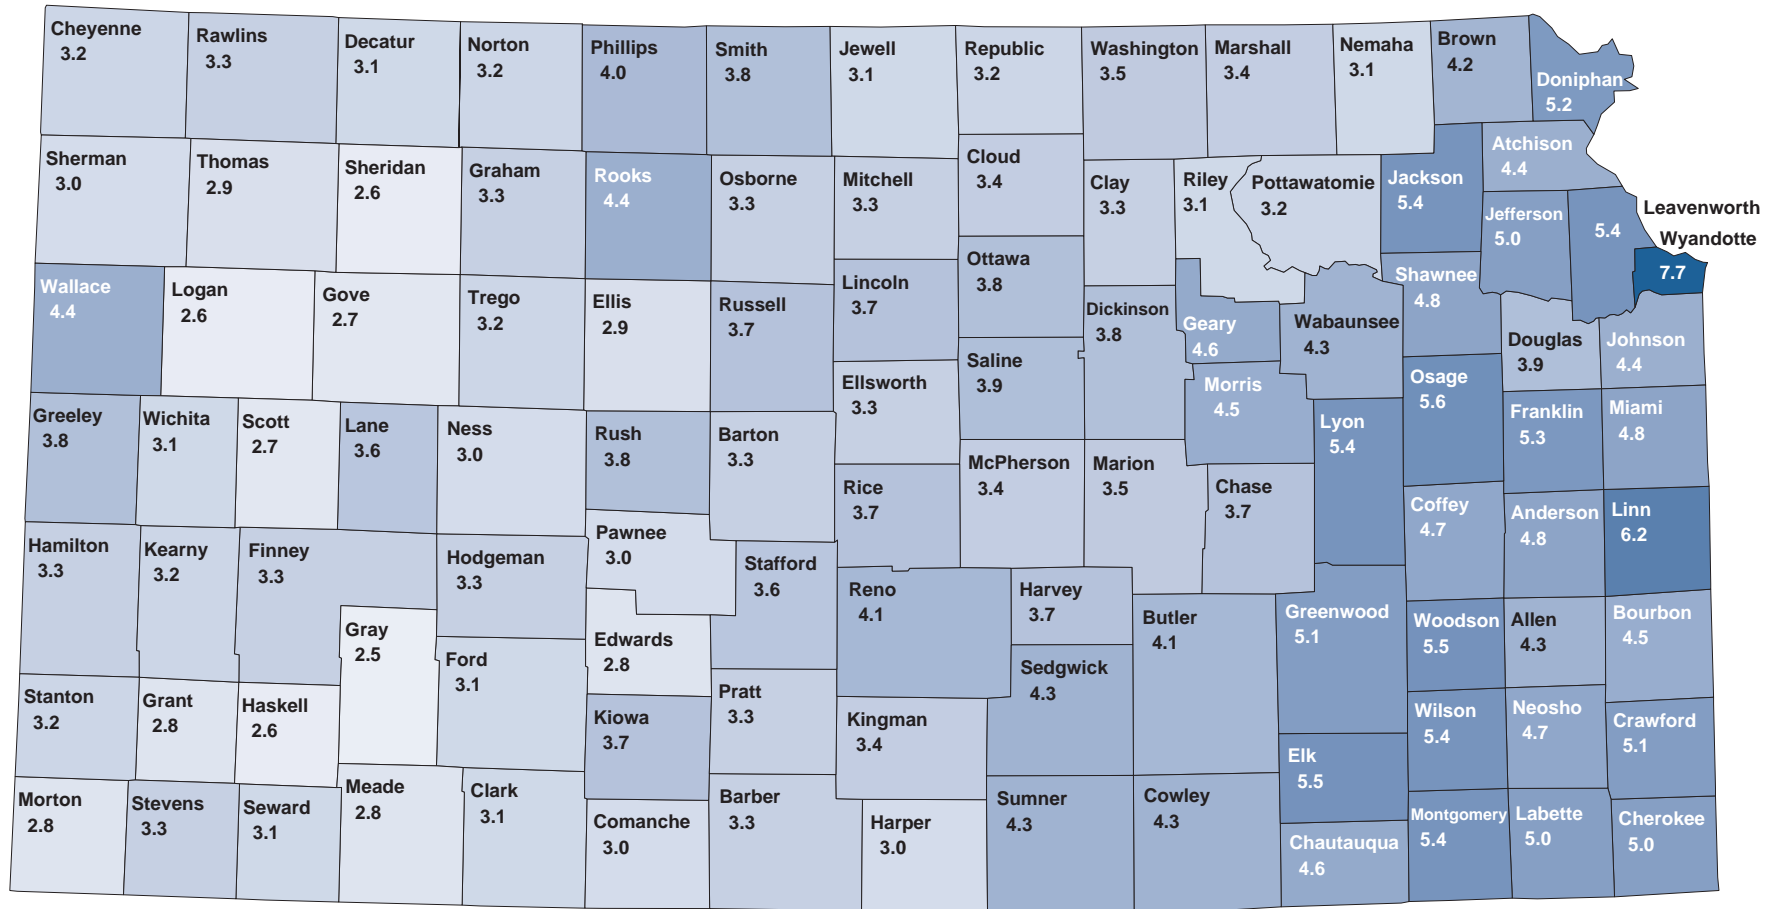 Cheyenne
3.2
Rawlins
3.3
Decatur
3.1
Norton
3.2
Phillips
4.0
Smith
3.8
Jewell
3.1
Republic
3.2
Washington
3.5
Marshall
3.4
Nemaha
3.1
Brown
4.2
Doniphan
5.2
Sherman
3.0
Thomas
2.9
Sheridan
2.6
Graham
3.3
Rooks
4.4
Osborne
3.3
Mitchell
3.3
Cloud
3.4
Clay
3.3
Riley
3.1
Pottawatomie
3.2
Jackson
5.4
Atchison
4.4
Jefferson
5.0
Leavenworth
5.4
Wyandotte
7.7
Wallace
4.4
Logan
2.6
Gove
2.7
Trego
3.2
Ellis
2.9
Russell
3.7
Lincoln
3.7
Ottawa
3.8
Dickinson
3.8
Geary
4.6
Wabaunsee
4.3
Shawnee
4.8
Douglas
3.9
Johnson
4.4
Ellsworth
3.3
Saline
3.9
Morris
4.5
Osage
5.6
Greeley
3.8
Wichita
3.1
Scott
2.7
Lane
3.6
Ness
3.0
Rush
3.8
Barton
3.3
Rice
3.7
McPherson
3.4
Marion
3.5
Chase
3.7
Lyon
5.4
Franklin
5.3
Miami
4.8
Coffey
4.7
Anderson
4.8
Linn
6.2
Hamilton
3.3
Kearny
3.2
Finney
3.3
Hodgeman
3.3
Pawnee
3.0
Stafford
3.6
Reno
4.1
Harvey
3.7
Butler
4.1
Greenwood
5.1
Woodson
5.5
Allen
4.3
Bourbon
4.5
Gray
2.5
Ford
3.1
Edwards
2.8
Pratt
3.3
Sedgwick
4.3
Stanton
3.2
Grant
2.8
Haskell
2.6
Kiowa
3.7
Kingman
3.4
Elk
5.5
Wilson
5.4
Neosho
4.7
Crawford
5.1
Morton
2.8
Stevens
3.3
Seward
3.1
Meade
2.8
Clark
3.1
Comanche
3.0
Barber
3.3
Harper
3.0
Sumner
4.3
Cowley
4.3
Chautauqua
4.6
Montgomery
5.4
Labette
5.0
Cherokee
5.0